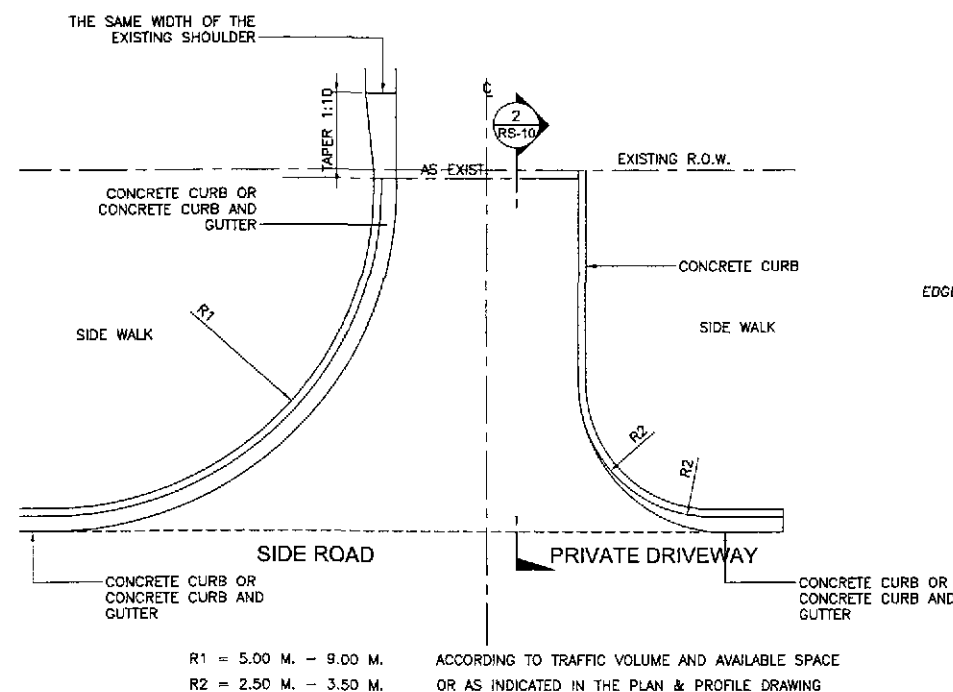 THE SAME WIDTH OF THE
EXISTING SHOULDER
TAPER 1:10
℄
2
RS-10
AS EXIST
EXISTING R.O.W.
CONCRETE CURB OR
CONCRETE CURB AND
GUTTER
CONCRETE CURB
EDGE
R1
SIDE WALK
SIDE WALK
R2
R2
SIDE ROAD
PRIVATE DRIVEWAY
CONCRETE CURB OR
CONCRETE CURB AND
GUTTER
CONCRETE CURB OR
CONCRETE CURB AND
GUTTER
R1 = 5.00 M. - 9.00 M. ACCORDING TO TRAFFIC VOLUME AND AVAILABLE SPACE
R2 = 2.50 M. - 3.50 M. OR AS INDICATED IN THE PLAN & PROFILE DRAWING